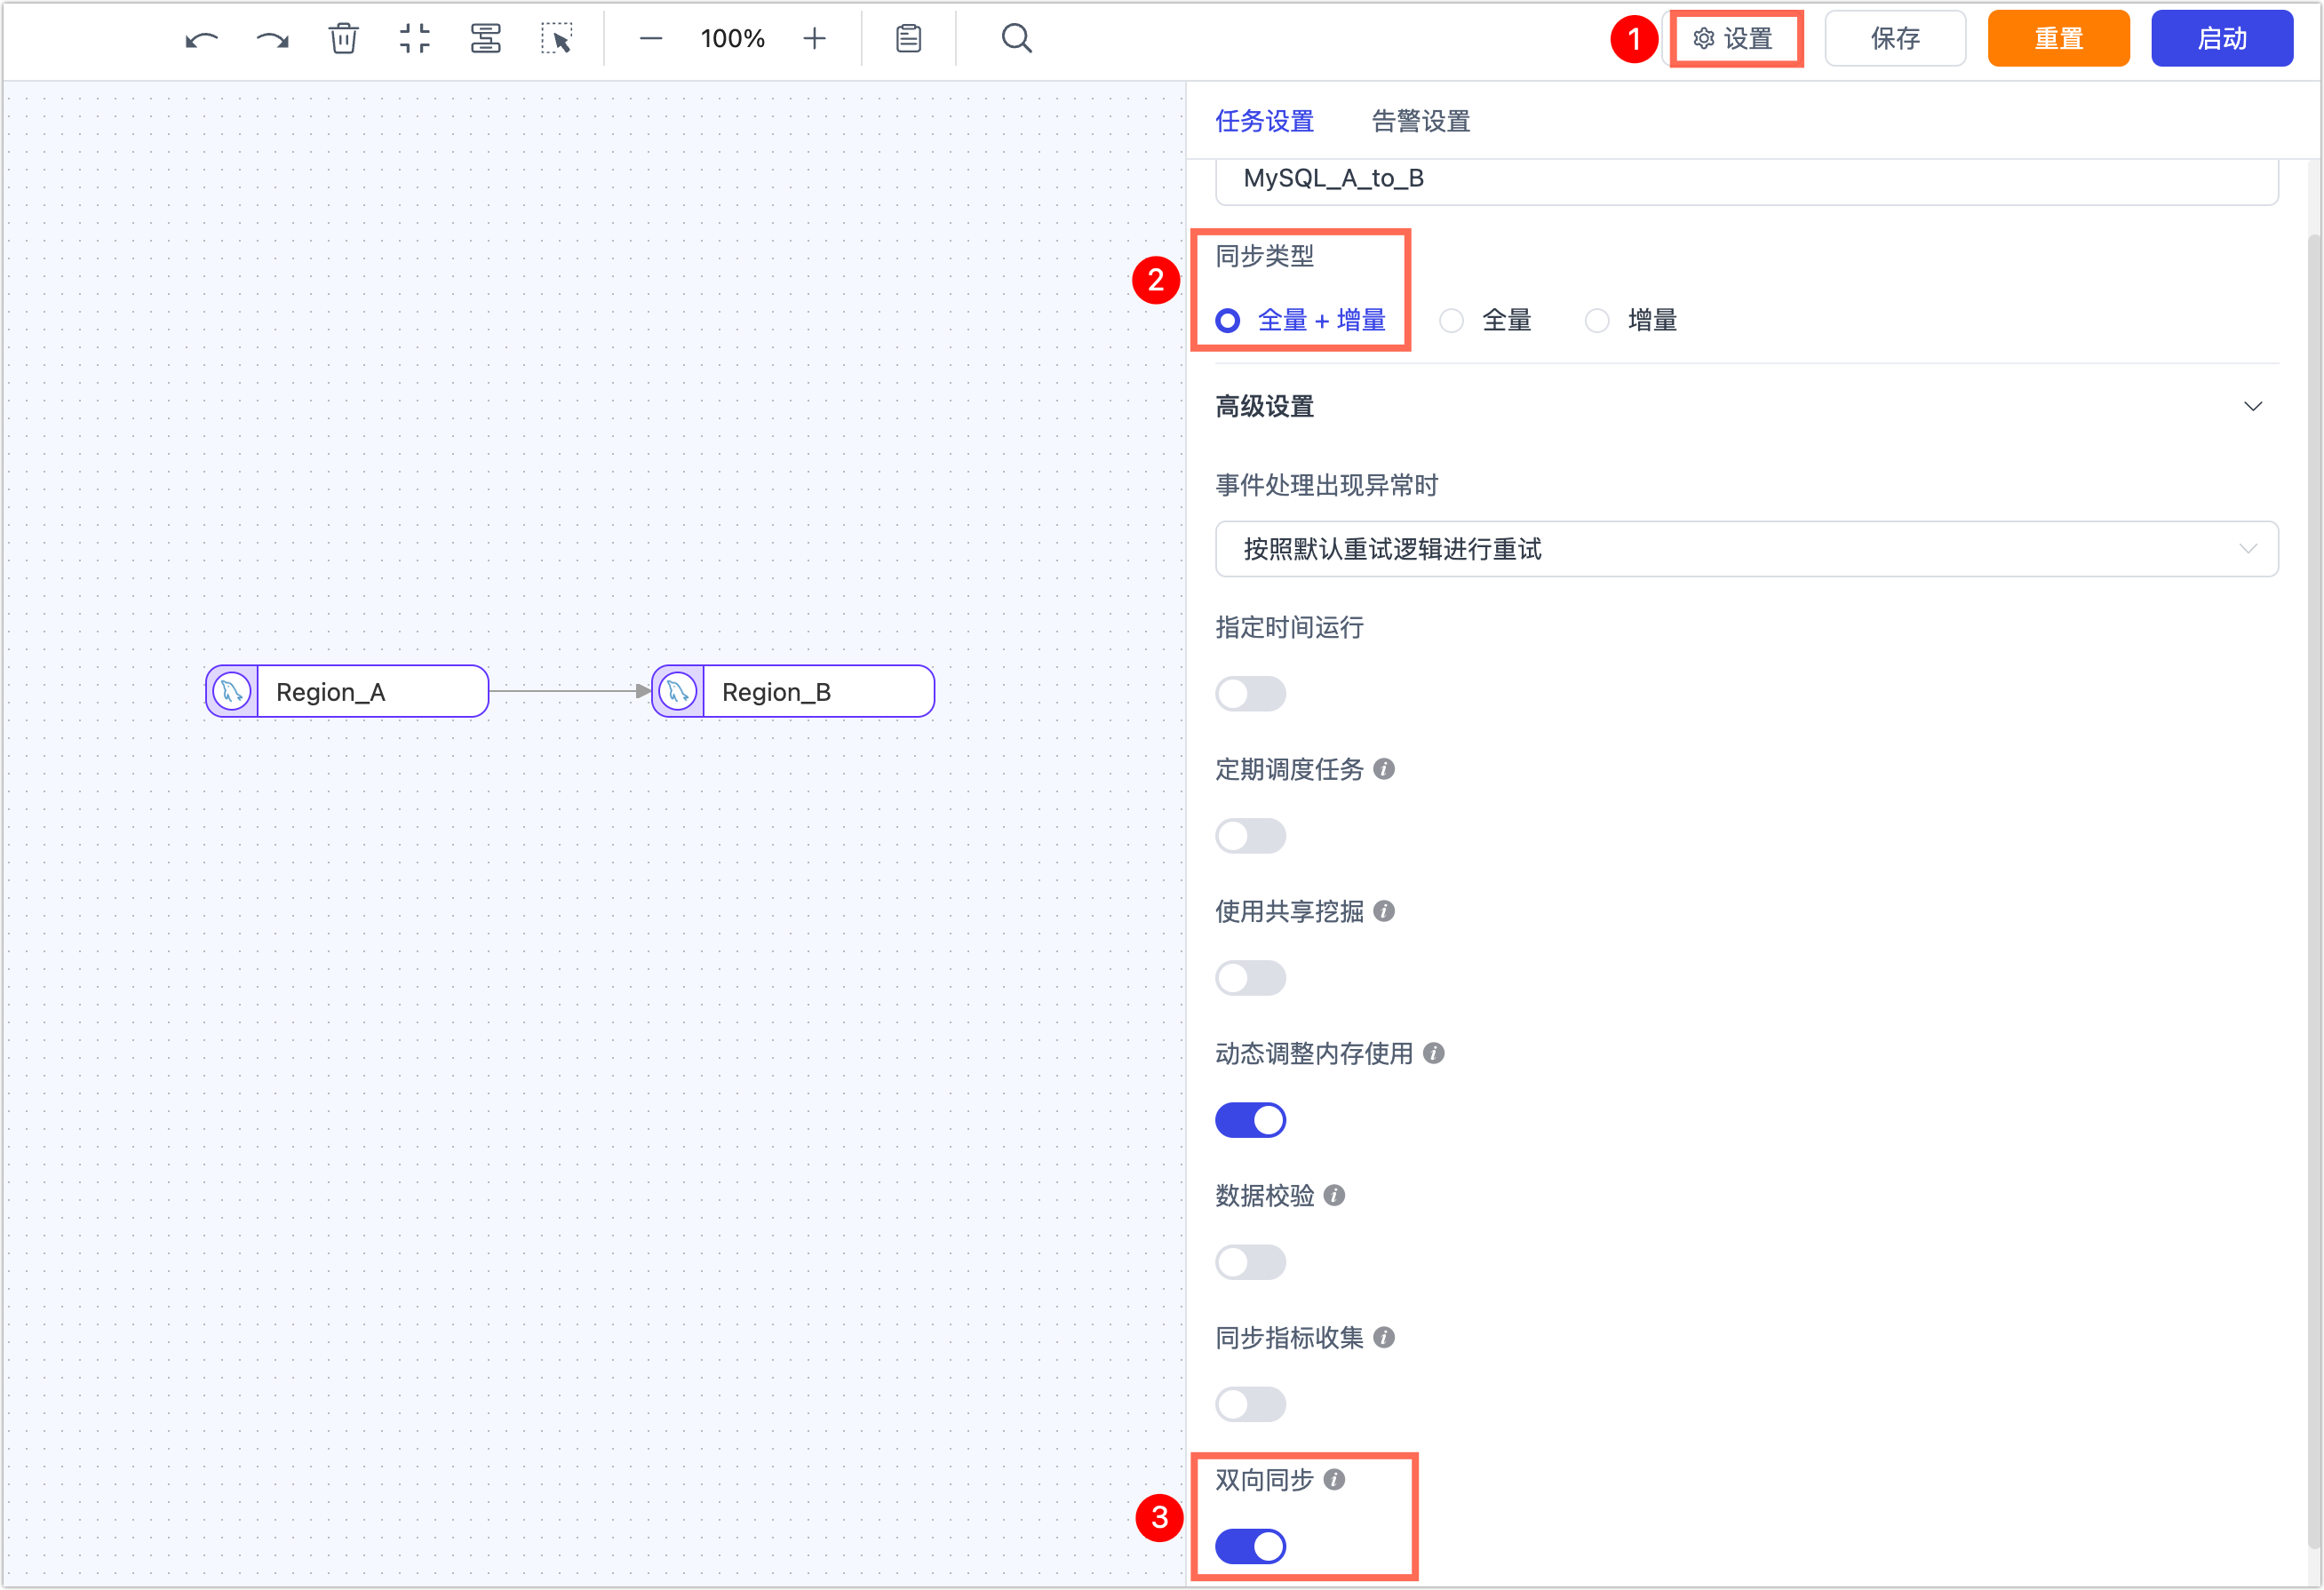 100%
1
设置
保存
重置
启动
任务设置
告警设置
MySQL_A_to_B
同步类型
2
全量 + 增量
全量
增量
高级设置
事件处理出现异常时
按照默认重试逻辑进行重试
指定时间运行
Region_A
Region_B
定期调度任务
使用共享挖掘
动态调整内存使用
数据校验
同步指标收集
双向同步
3